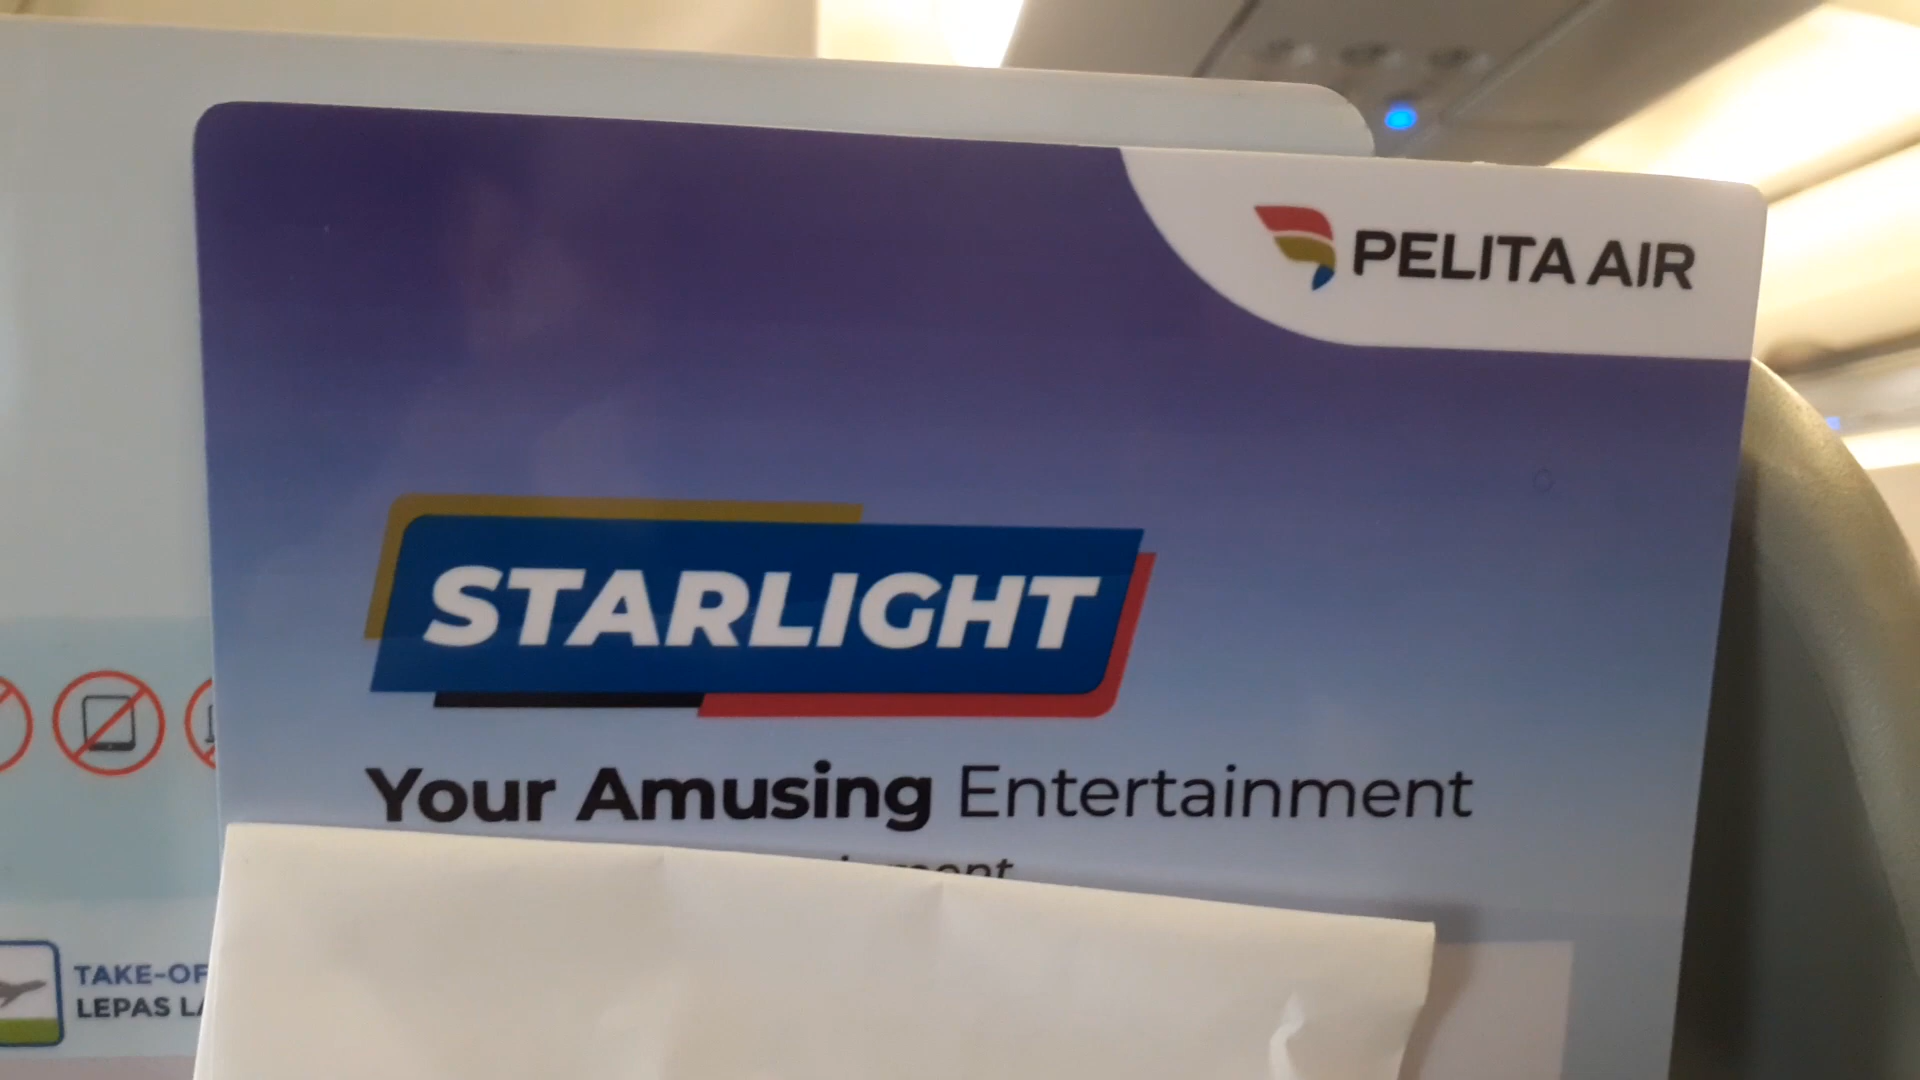 PELITA AIR
STARLIGHT
Your Amusing Entertainment
TAKE-OF
LEPAS LA